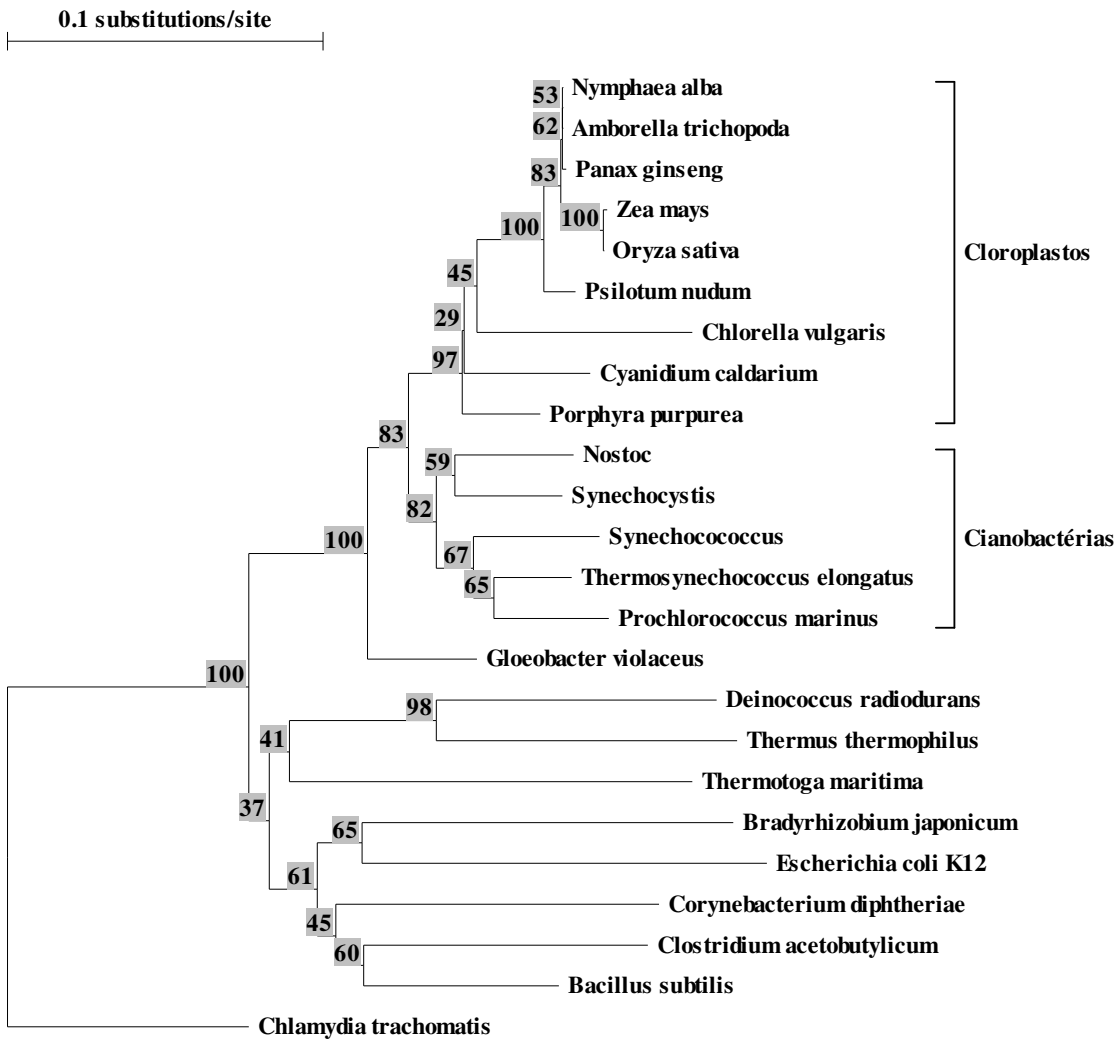 0.1 substitutions/site
53
Nymphaea alba
62
Amborella trichopoda
83
Panax ginseng
100
Zea mays
100
Oryza sativa
Cloroplastos
45
Psilotum nudum
29
Chlorella vulgaris
97
Cyanidium caldarium
Porphyra purpurea
83
59
Nostoc
82
Synechocystis
100
67
Synechocococcus
Cianobactérias
65
Thermosynechococcus elongatus
Prochlorococcus marinus
Gloeobacter violaceus
100
98
Deinococcus radiodurans
41
Thermus thermophilus
Thermotoga maritima
37
65
Bradyrhizobium japonicum
61
Escherichia coli K12
45
Corynebacterium diphtheriae
60
Clostridium acetobutylicum
Bacillus subtilis
Chlamydia trachomatis